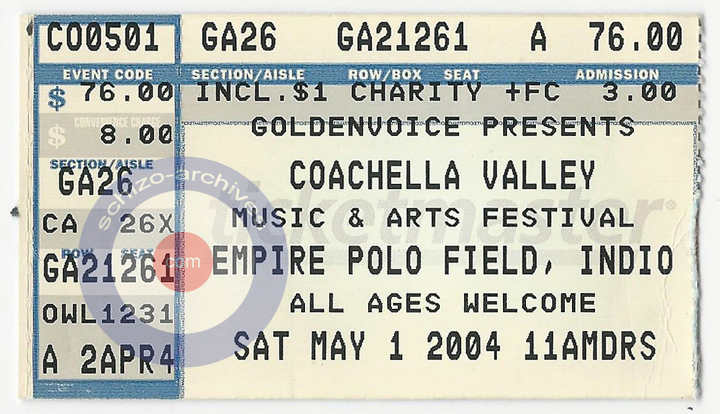 CO0501 GA26 GA21261 A 76.00
EVENT CODE SECTION/AISLE ROW/BOX SEAT ADMISSION
$ 76.00 INCL.$1 CHARITY +FC 3.00
CONVENIENCE CHARGE
$ 8.00 GOLDENVOICE PRESENTS
SECTION/AISLE
GA26 COACHELLA VALLEY
CA 26X MUSIC & ARTS FESTIVAL
ROW SEAT
GA21261 EMPIRE POLO FIELD, INDIO
OWL1231 ALL AGES WELCOME
A 2APR4 SAT MAY 1 2004 11AMDRS
ticketmaster®
schizo-archive
.com